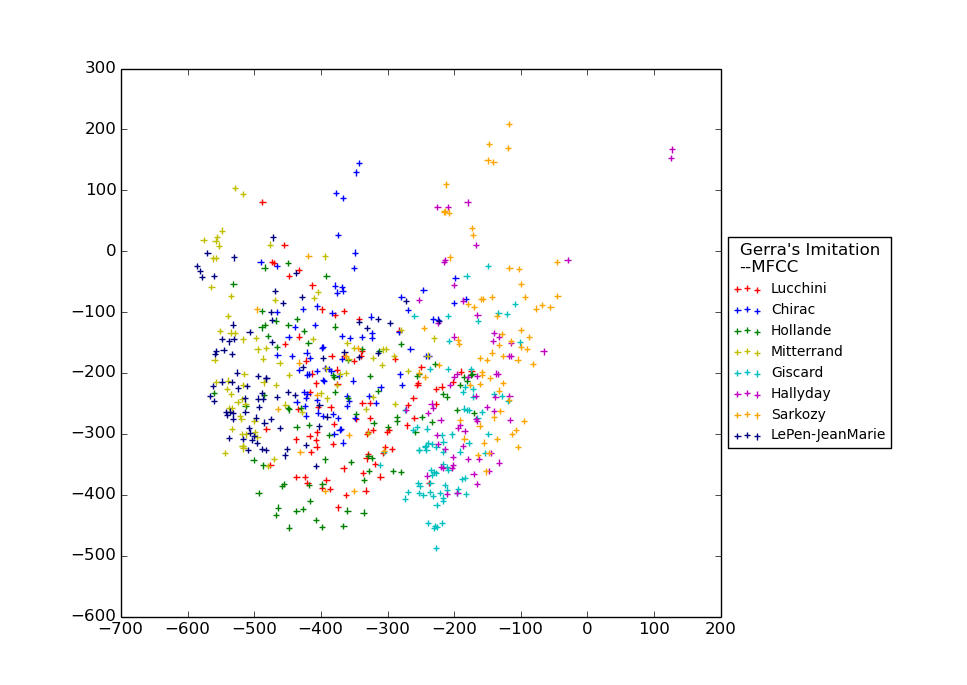 300
200
100
0
−100
−200
−300
−400
−500
−600
−700 −600 −500 −400 −300 −200 −100 0 100 200
Gerra's Imitation
--MFCC
Lucchini
Chirac
Hollande
Mitterrand
Giscard
Hallyday
Sarkozy
LePen-JeanMarie